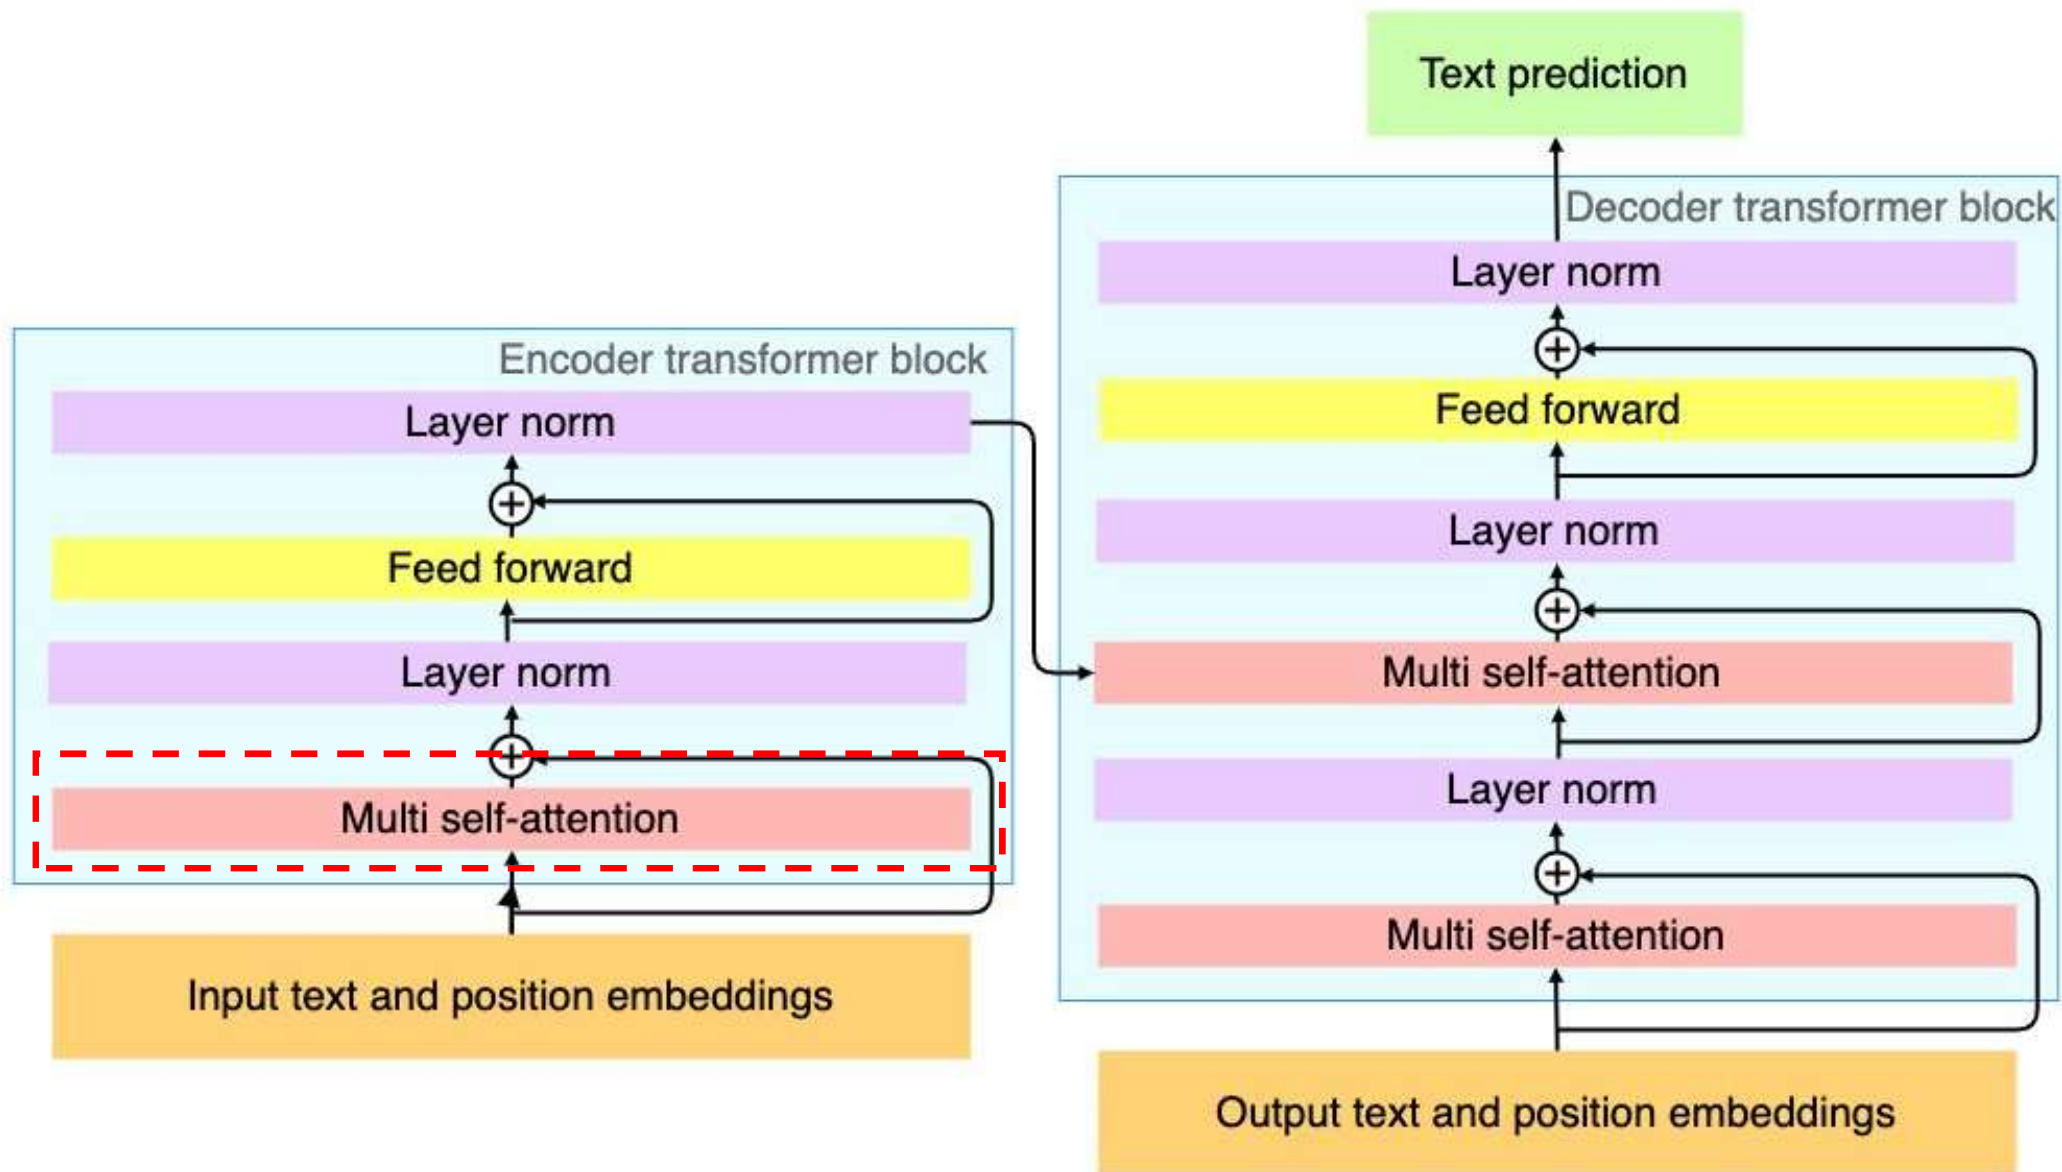 Text prediction
Decoder transformer block
Layer norm
Feed forward
Layer norm
Multi self-attention
Layer norm
Multi self-attention
Output text and position embeddings
Encoder transformer block
Layer norm
Feed forward
Layer norm
Multi self-attention
Input text and position embeddings